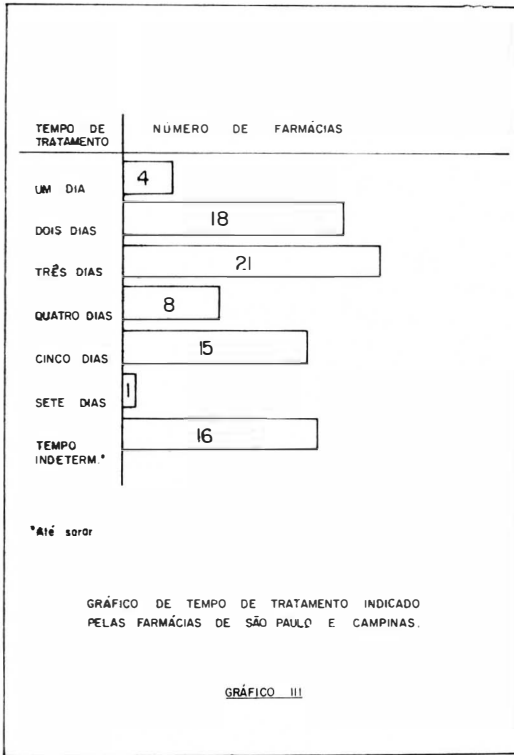 TEMPO DE TRATAMENTO
NÚMERO DE FARMÁCIAS
UM DIA 4
DOIS DIAS 18
TRÊS DIAS 21
QUATRO DIAS 8
CINCO DIAS 15
SETE DIAS 1
TEMPO INDETERM.* 16
*Até sarar
GRÁFICO DE TEMPO DE TRATAMENTO INDICADO
PELAS FARMÁCIAS DE SÃO PAULO E CAMPINAS.
GRÁFICO III